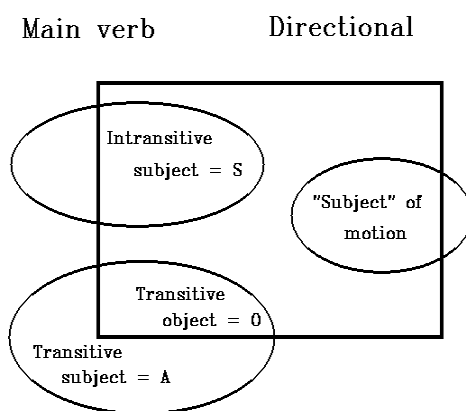 Main verb Directional
Intransitive
subject = S
"Subject" of
motion
Transitive
object = O
Transitive
subject = A